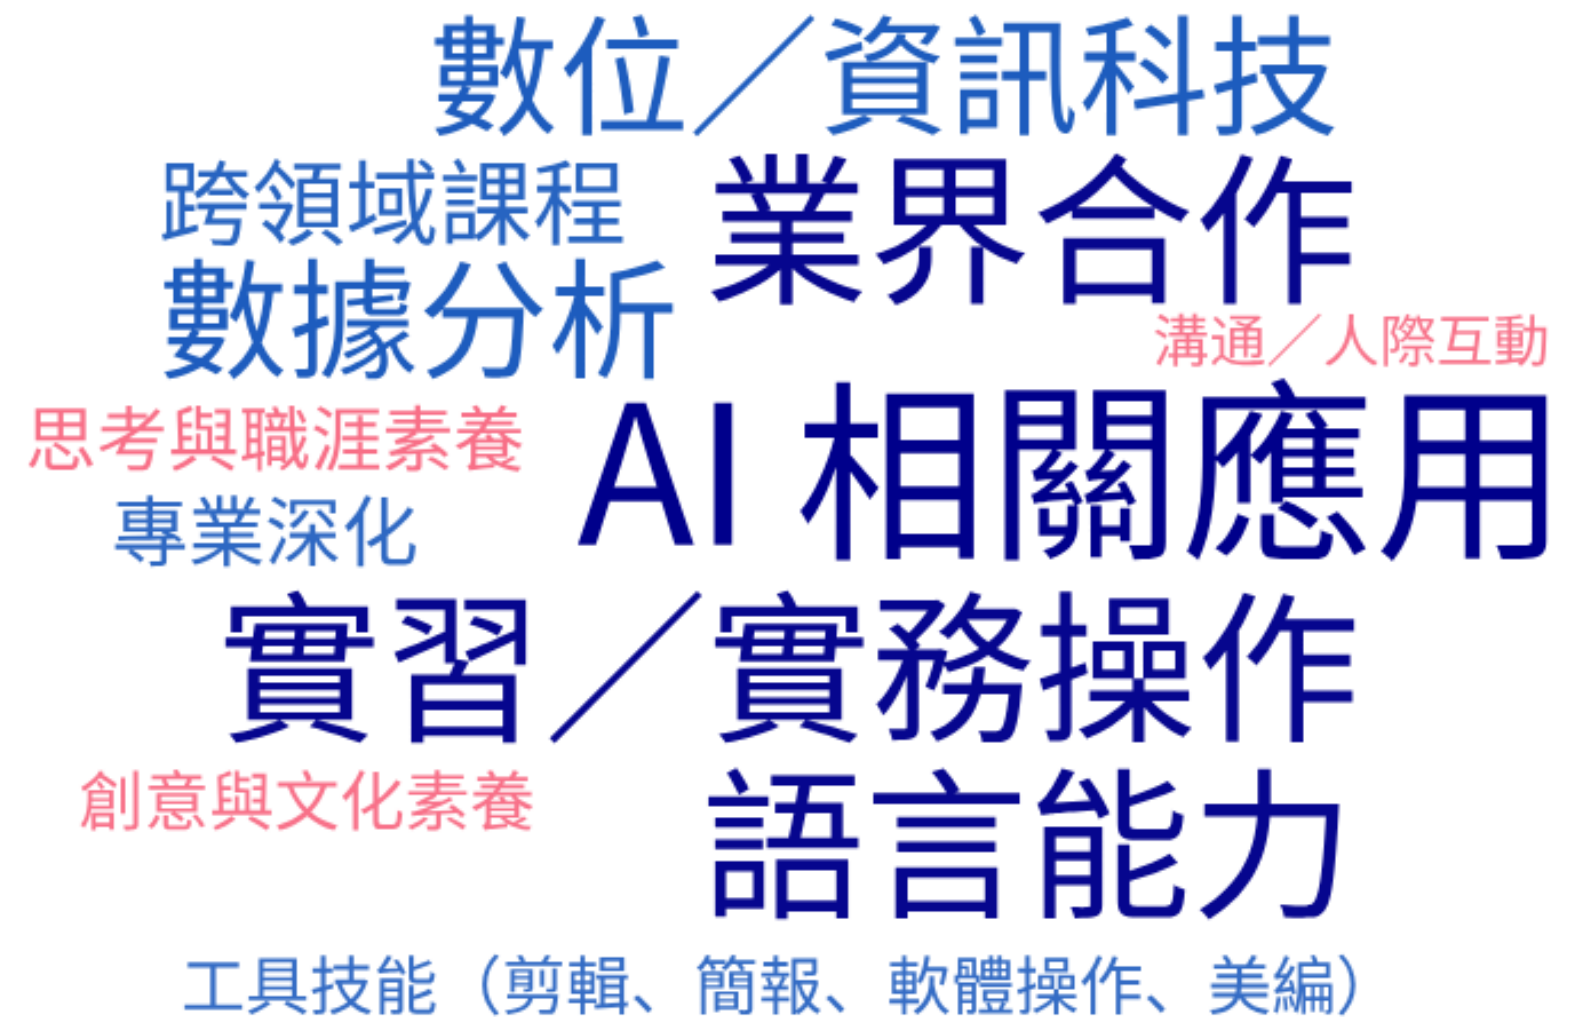 數位／資訊科技
跨領域課程
業界合作
數據分析
溝通／人際互動
思考與職涯素養
AI 相關應用
專業深化
實習／實務操作
創意與文化素養
語言能力
工具技能（剪輯、簡報、軟體操作、美編）